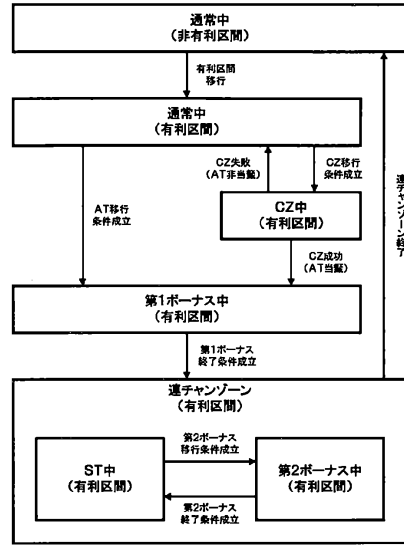 通常中
(非有利区間)
有利区間
移行
通常中
(有利区間)
CZ失敗
(AT非当籤)
CZ移行
条件成立
AT移行
条件成立
CZ中
(有利区間)
CZ成功
(AT当籤)
連チャンゾーン終了
第1ボーナス中
(有利区間)
第1ボーナス
終了条件成立
連チャンゾーン
(有利区間)
第2ボーナス
移行条件成立
ST中
(有利区間)
第2ボーナス中
(有利区間)
第2ボーナス
終了条件成立